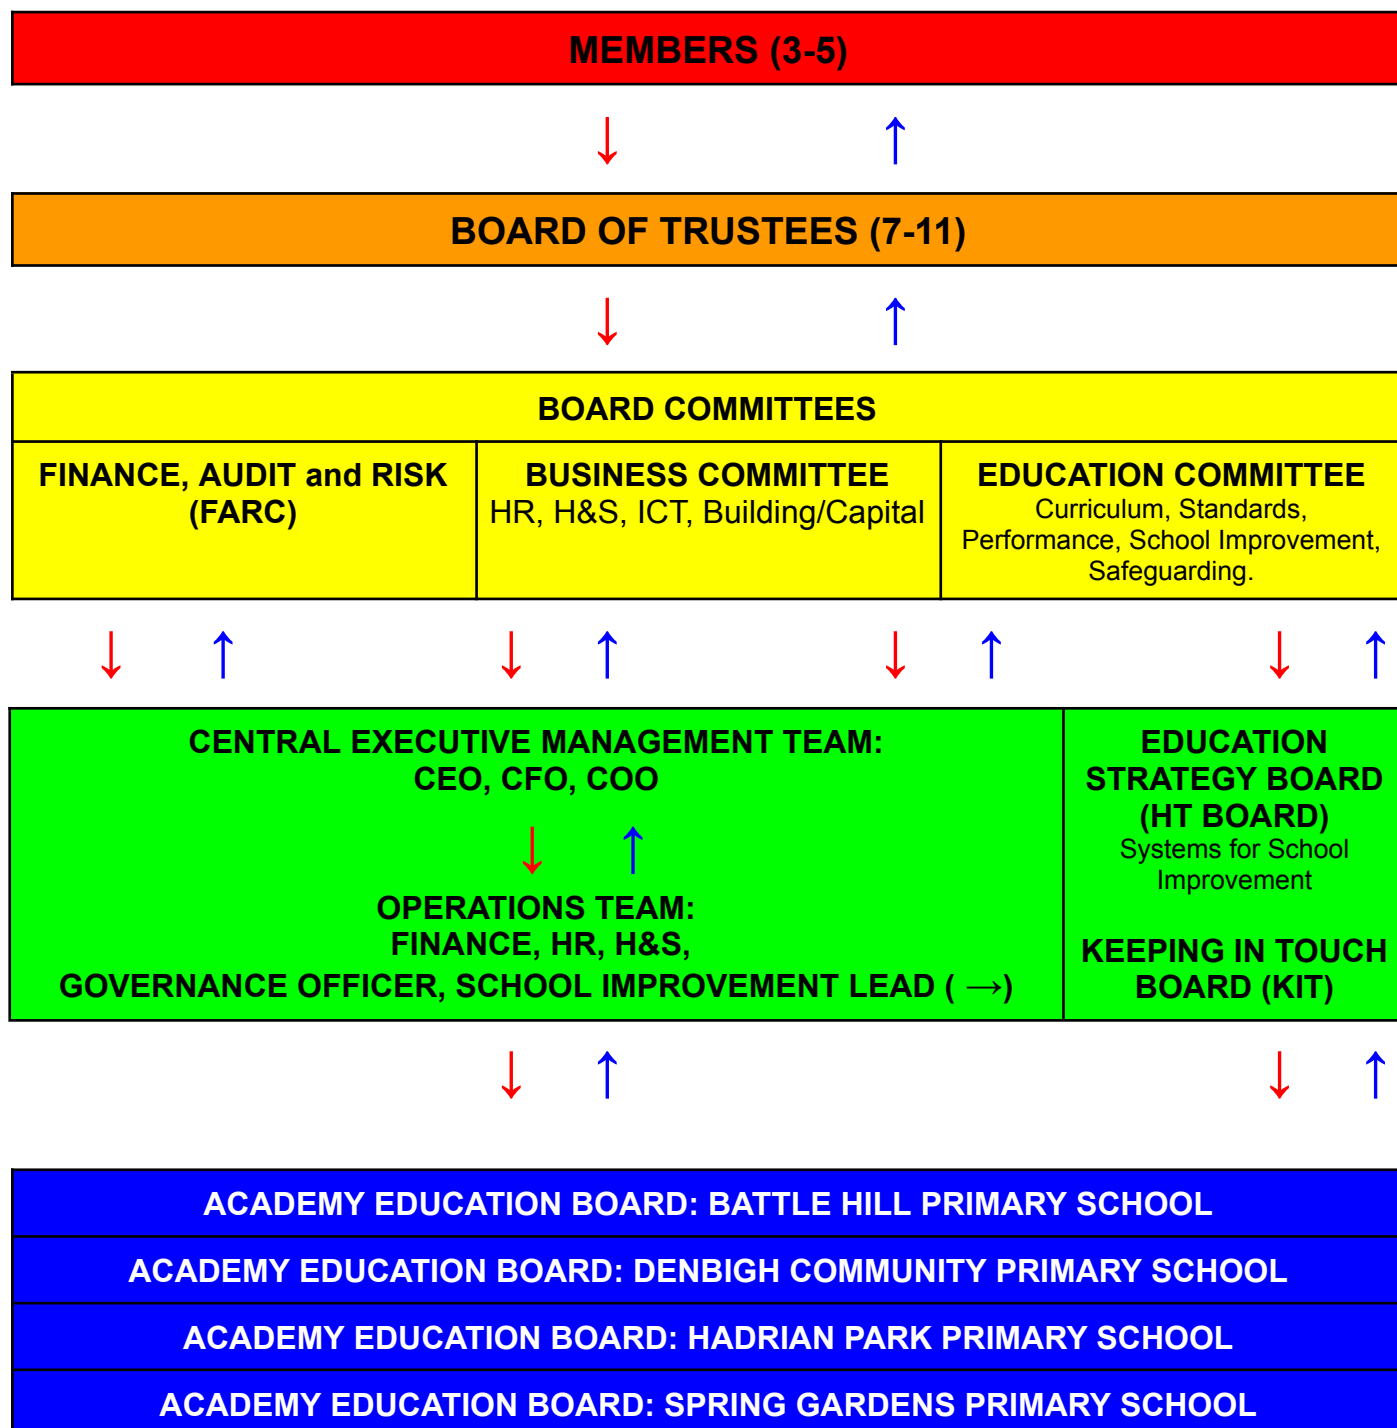 MEMBERS (3-5)
↓ ↑
BOARD OF TRUSTEES (7-11)
↓ ↑
BOARD COMMITTEES
FINANCE, AUDIT and RISK
(FARC)
BUSINESS COMMITTEE
HR, H&S, ICT, Building/Capital
EDUCATION COMMITTEE
Curriculum, Standards,
Performance, School Improvement,
Safeguarding.
↓ ↑ ↓ ↑ ↓ ↑ ↓ ↑
CENTRAL EXECUTIVE MANAGEMENT TEAM:
CEO, CFO, COO
↓ ↑
OPERATIONS TEAM:
FINANCE, HR, H&S,
GOVERNANCE OFFICER, SCHOOL IMPROVEMENT LEAD ( →)
EDUCATION
STRATEGY BOARD
(HT BOARD)
Systems for School
Improvement
KEEPING IN TOUCH
BOARD (KIT)
↓ ↑ ↓ ↑
ACADEMY EDUCATION BOARD: BATTLE HILL PRIMARY SCHOOL
ACADEMY EDUCATION BOARD: DENBIGH COMMUNITY PRIMARY SCHOOL
ACADEMY EDUCATION BOARD: HADRIAN PARK PRIMARY SCHOOL
ACADEMY EDUCATION BOARD: SPRING GARDENS PRIMARY SCHOOL